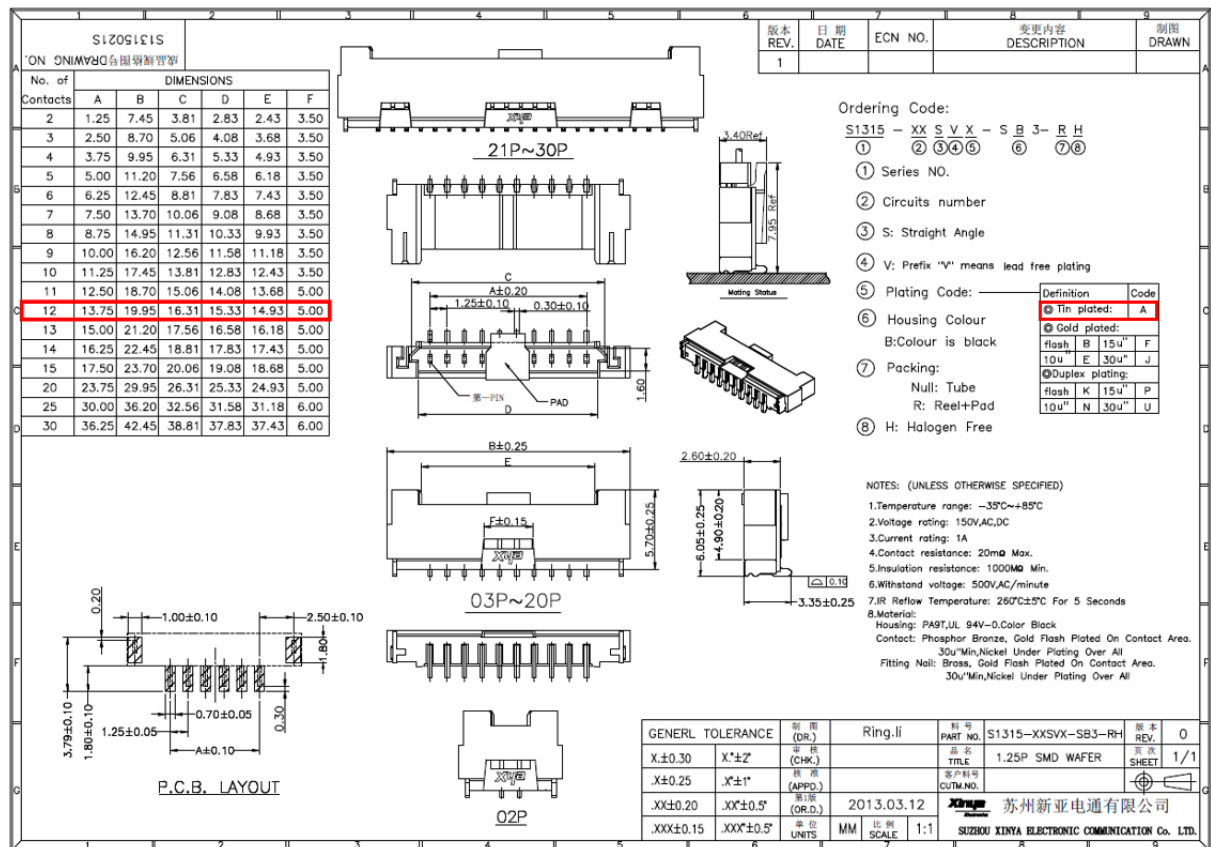 1 2 3 4 5 6 7 8 9
S1315021S
成品规格图号DRAWING NO.
版本 REV. 日期 DATE ECN NO. 变更内容 DESCRIPTION 制图 DRAWN
1
No. of Contacts DIMENSIONS
A B C D E F
2 1.25 7.45 3.81 2.83 2.43 3.50
3 2.50 8.70 5.06 4.08 3.68 3.50
4 3.75 9.95 6.31 5.33 4.93 3.50
5 5.00 11.20 7.56 6.58 6.18 3.50
6 6.25 12.45 8.81 7.83 7.43 3.50
7 7.50 13.70 10.06 9.08 8.68 3.50
8 8.75 14.95 11.31 10.33 9.93 3.50
9 10.00 16.20 12.56 11.58 11.18 3.50
10 11.25 17.45 13.81 12.83 12.43 3.50
11 12.50 18.70 15.06 14.08 13.68 5.00
12 13.75 19.95 16.31 15.33 14.93 5.00
13 15.00 21.20 17.56 16.58 16.18 5.00
14 16.25 22.45 18.81 17.83 17.43 5.00
15 17.50 23.70 20.06 19.08 18.68 5.00
20 23.75 29.95 26.31 25.33 24.93 5.00
25 30.00 36.20 32.56 31.58 31.18 6.00
30 36.25 42.45 38.81 37.83 37.43 6.00
Xinya
21P~30P
3.40Ref
7.95 Ref
Mating Status
C
A±0.20
1.25±0.10 0.30±0.10
1.60
第一PIN
PAD
D
B±0.25
E
F±0.15
Xinya
5.70±0.25
03P~20P
2.60±0.20
6.05±0.25
4.90±0.20
0.10
3.35±0.25
Xinya
02P
0.20
1.00±0.10
2.50±0.10
1.80
3.79±0.10
1.80±0.10
0.70±0.05
1.25±0.05
0.30
A±0.10
P.C.B. LAYOUT
Ordering Code:
S1315 - XX S V X - S B 3- R H
① ② ③④⑤ ⑥ ⑦⑧
① Series NO.
② Circuits number
③ S: Straight Angle
④ V: Prefix "V" means lead free plating
⑤ Plating Code:
⑥ Housing Colour
B:Colour is black
⑦ Packing:
Null: Tube
R: Reel+Pad
⑧ H: Halogen Free
Definition Code
◎ Tin plated: A
◎ Gold plated:
flash B 15u" F
10u" E 30u" J
◎Duplex plating:
flash K 15u" P
10u" N 30u" U
NOTES: (UNLESS OTHERWISE SPECIFIED)
1.Temperature range: -35℃~+85℃
2.Voltage rating: 150V,AC,DC
3.Current rating: 1A
4.Contact resistance: 20mΩ Max.
5.Insulation resistance: 1000MΩ Min.
6.Withstand voltage: 500V,AC/minute
7.IR Reflow Temperature: 260℃±5℃ For 5 Seconds
8.Material:
Housing: PA9T,UL 94V-0.Color Black
Contact: Phosphor Bronze, Gold Flash Plated On Contact Area.
30u"Min,Nickel Under Plating Over All
Fitting Nail: Brass, Gold Flash Plated On Contact Area.
30u"Min,Nickel Under Plating Over All
GENERL TOLERANCE
X.±0.30 X.°±2°
.X±0.25 .X°±1°
.XX±0.20 .XX°±0.5°
.XXX±0.15 .XXX°±0.5°
制图 (DR.) Ring.li
审核 (CHK.)
核准 (APPD.)
第1版 (OR.D.) 2013.03.12
单位 UNITS MM 比例 SCALE 1:1
料号 PART NO. S1315-XXSVX-SB3-RH 版本 REV. 0
品名 TITLE 1.25P SMD WAFER 页次 SHEET 1/1
客户料号 CUTM.NO.
Xinya Electronics 苏州新亚电通有限公司
SUZHOU XINYA ELECTRONIC COMMUNICATION Co. LTD.
A B C D E F G
1 2 3 4 5 6 7 8 9